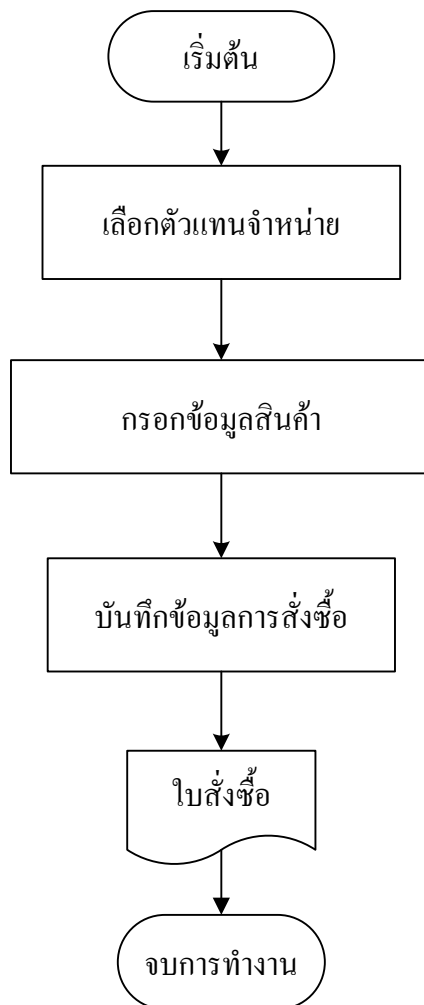 เริ่มต้น
เลือกตัวแทนจำหน่าย
กรอกข้อมูลสินค้า
บันทึกข้อมูลการสั่งซื้อ
ใบสั่งซื้อ
จบการทำงาน